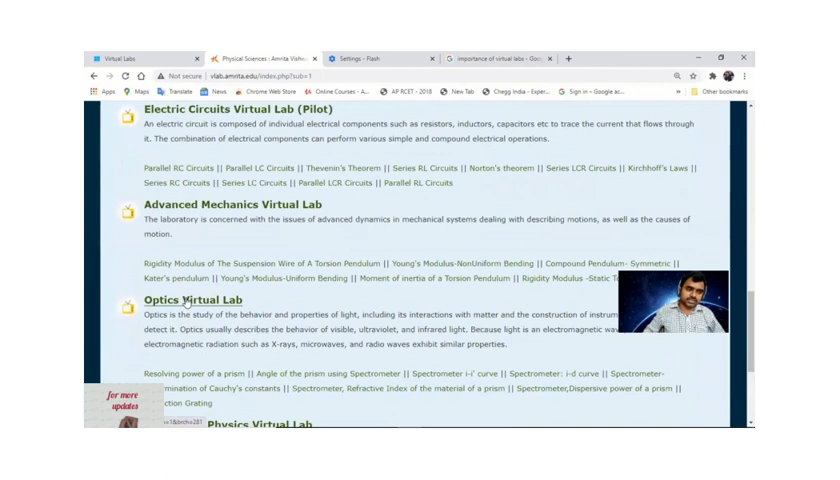 Virtual Labs
Physical Sciences : Amrita Vishw
Settings - Flash
importance of virtual labs - Goog
Not secure | vlab.amrita.edu/index.php?sub=1
Apps Maps Translate News Chrome Web Store Online Courses - A... AP RCET - 2018 New Tab Chegg India - Exper... Sign in – Google ac... » Other bookmarks
Electric Circuits Virtual Lab (Pilot)
An electric circuit is composed of individual electrical components such as resistors, inductors, capacitors etc to trace the current that flows through
it. The combination of electrical components can perform various simple and compound electrical operations.
Parallel RC Circuits || Parallel LC Circuits || Thevenin's Theorem || Series RL Circuits || Norton's theorem || Series LCR Circuits || Kirchhoff's Laws ||
Series RC Circuits || Series LC Circuits || Parallel LCR Circuits || Parallel RL Circuits
Advanced Mechanics Virtual Lab
The laboratory is concerned with the issues of advanced dynamics in mechanical systems dealing with describing motions, as well as the causes of
motion.
Rigidity Modulus of The Suspension Wire of A Torsion Pendulum || Young's Modulus-NonUniform Bending || Compound Pendulum- Symmetric ||
Kater's pendulum || Young's Modulus-Uniform Bending || Moment of inertia of a Torsion Pendulum || Rigidity Modulus -Static To
Optics Virtual Lab
Optics is the study of the behavior and properties of light, including its interactions with matter and the construction of instrum
detect it. Optics usually describes the behavior of visible, ultraviolet, and infrared light. Because light is an electromagnetic wav
electromagnetic radiation such as X-rays, microwaves, and radio waves exhibit similar properties.
Resolving power of a prism || Angle of the prism using Spectrometer || Spectrometer i-i' curve || Spectrometer: i-d curve || Spectrometer-
mination of Cauchy's constants || Spectrometer, Refractive Index of the material of a prism || Spectrometer,Dispersive power of a prism ||
ction Grating
for more
updates
=1&brch=281
Physics Virtual Lab